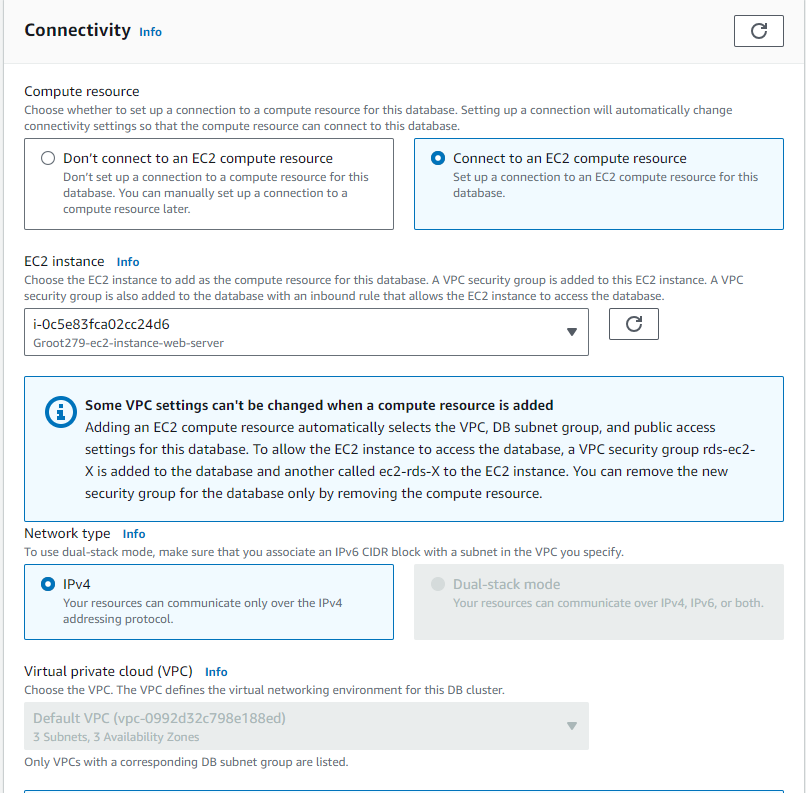 Connectivity Info
Compute resource
Choose whether to set up a connection to a compute resource for this database. Setting up a connection will automatically change
connectivity settings so that the compute resource can connect to this database.
Don't connect to an EC2 compute resource
Don't set up a connection to a compute resource for this
database. You can manually set up a connection to a
compute resource later.
Connect to an EC2 compute resource
Set up a connection to an EC2 compute resource for this
database.
EC2 instance Info
Choose the EC2 instance to add as the compute resource for this database. A VPC security group is added to this EC2 instance. A VPC
security group is also added to the database with an inbound rule that allows the EC2 instance to access the database.
i-0c5e83fca02cc24d6
Groot279-ec2-instance-web-server
Some VPC settings can't be changed when a compute resource is added
Adding an EC2 compute resource automatically selects the VPC, DB subnet group, and public access
settings for this database. To allow the EC2 instance to access the database, a VPC security group rds-ec2-
X is added to the database and another called ec2-rds-X to the EC2 instance. You can remove the new
security group for the database only by removing the compute resource.
Network type Info
To use dual-stack mode, make sure that you associate an IPv6 CIDR block with a subnet in the VPC you specify.
IPv4
Your resources can communicate only over the IPv4
addressing protocol.
Dual-stack mode
Your resources can communicate over IPv4, IPv6, or both.
Virtual private cloud (VPC) Info
Choose the VPC. The VPC defines the virtual networking environment for this DB cluster.
Default VPC (vpc-0992d32c798e188ed)
3 Subnets, 3 Availability Zones
Only VPCs with a corresponding DB subnet group are listed.